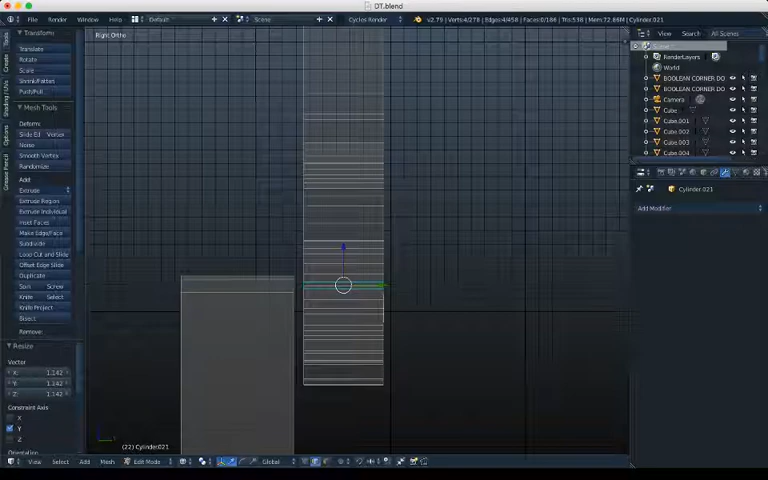 DT.blend
File Render Window Help Default Scene Cycles Render v2.79 | Verts:4/278 | Edges:4/458 | Faces:0/186 | Tris:538 | Mem:72.86M | Cylinder.021
Right Ortho
Transform
Translate
Rotate
Scale
Shrink/Fatten
Push/Pull
Mesh Tools
Deform:
Slide Ed Vertex
Noise
Smooth Vertex
Randomize
Add:
Extrude
Extrude Region
Extrude Individual
Inset Faces
Make Edge/Face
Subdivide
Loop Cut and Slide
Offset Edge Slide
Duplicate
Spin Screw
Knife Select
Knife Project
Bisect
Remove:
Resize
Vector
X: 1.142
Y: 1.142
Z: 1.142
Constraint Axis
X
Y
Z
Orientation
Tools
Create
Shading / UVs
Options
Grease Pencil
(22) Cylinder.021
View Select Add Mesh Edit Mode Global
View Search All Scenes
Scene
RenderLayers
World
BOOLEAN CORNER DO
BOOLEAN CORNER DO
Camera
Cube
Cube.001
Cube.002
Cube.003
Cube.004
Cylinder.021
Add Modifier